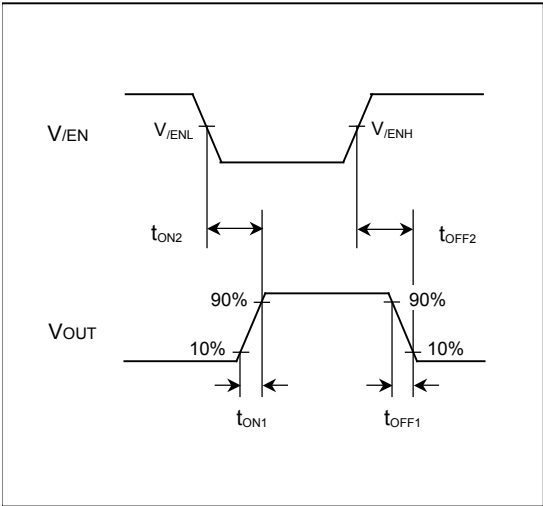 V/EN
V/ENL
V/ENH
tON2
tOFF2
90%
90%
VOUT
10%
10%
tON1
tOFF1